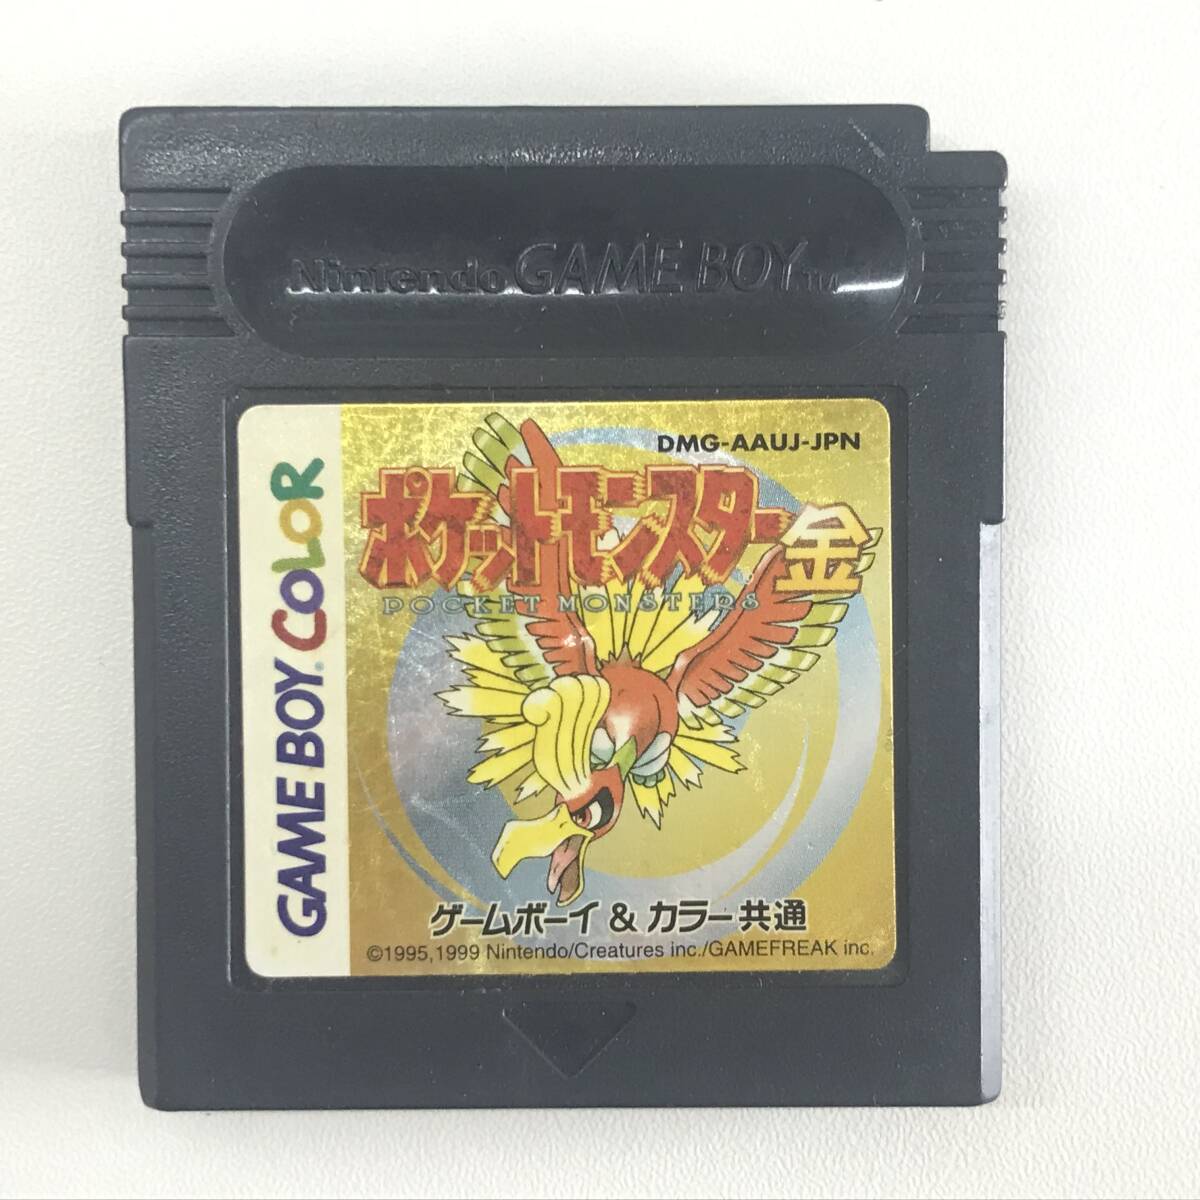 Nintendo GAME BOY TM
DMG-AAUJ-JPN
ポケットモンスター金
POCKET MONSTERS
GAME BOY COLOR
ゲームボーイ & カラー共通
©1995,1999 Nintendo/Creatures inc./GAMEFREAK inc.